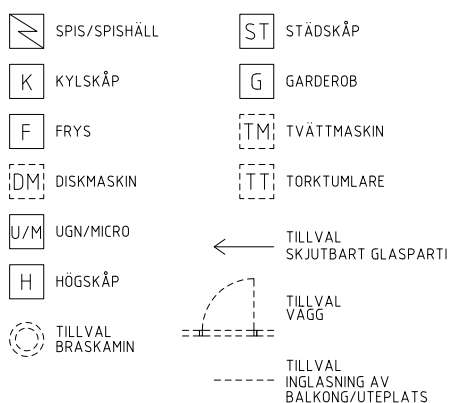 SPIS/SPISHÄLL
K KYLSKÅP
F FRYS
DM DISKMASKIN
U/M UGN/MICRO
H HÖGSKÅP
TILLVAL
BRASKAMIN
ST STÄDSKÅP
G GARDEROB
TM TVÄTTMASKIN
TT TORKTUMLARE
TILLVAL
SKJUTBART GLASPARTI
TILLVAL
VÄGG
TILLVAL
INGLASNING AV
BALKONG/UTEPLATS